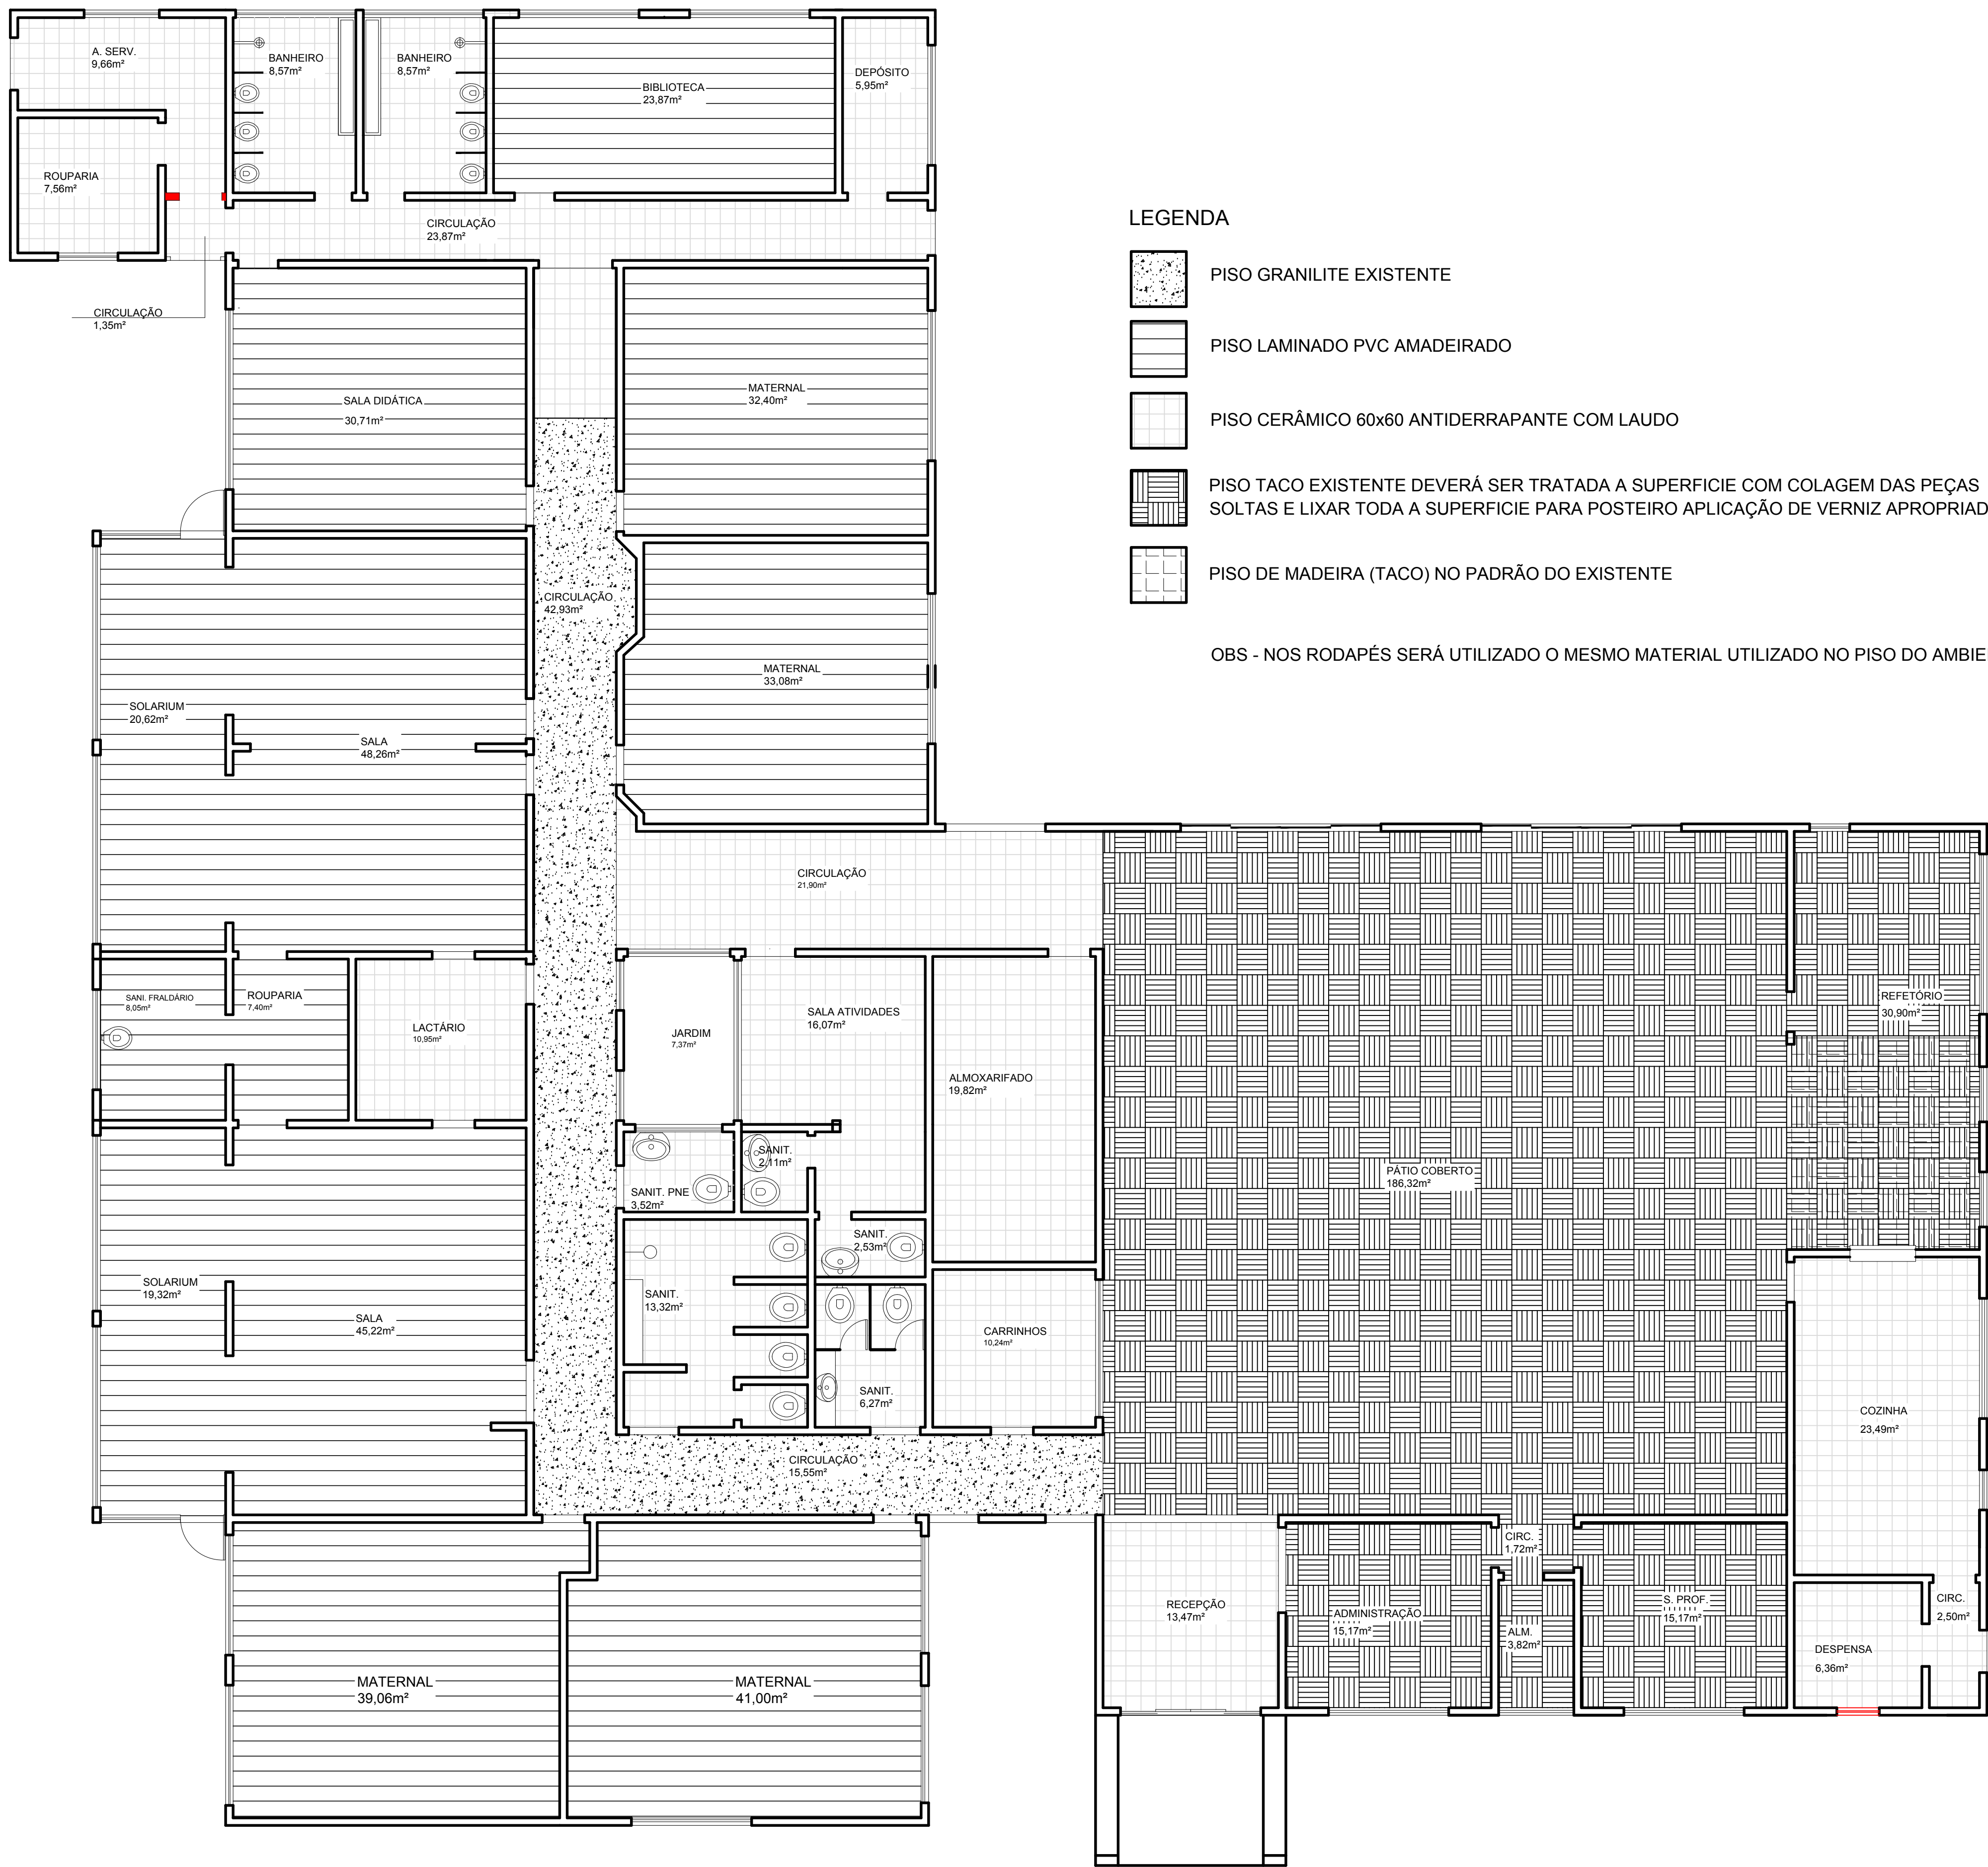 A. SERV.
9,66m²
BANHEIRO
8,57m²
BANHEIRO
8,57m²
BIBLIOTECA
23,87m²
DEPÓSITO
5,95m²
ROUPARIA
7,56m²
CIRCULAÇÃO
23,87m²
CIRCULAÇÃO
1,35m²
SALA DIDÁTICA
30,71m²
MATERNAL
32,40m²
LEGENDA
PISO GRANILITE EXISTENTE
PISO LAMINADO PVC AMADEIRADO
PISO CERÂMICO 60x60 ANTIDERRAPANTE COM LAUDO
PISO TACO EXISTENTE DEVERÁ SER TRATADA A SUPERFICIE COM COLAGEM DAS PEÇAS
SOLTAS E LIXAR TODA A SUPERFICIE PARA POSTEIRO APLICAÇÃO DE VERNIZ APROPRIAD
PISO DE MADEIRA (TACO) NO PADRÃO DO EXISTENTE
OBS - NOS RODAPÉS SERÁ UTILIZADO O MESMO MATERIAL UTILIZADO NO PISO DO AMBIE
CIRCULAÇÃO
42,93m²
MATERNAL
33,08m²
SOLARIUM
20,62m²
SALA
48,26m²
CIRCULAÇÃO
21,90m²
SANI. FRALDÁRIO
8,05m²
ROUPARIA
7,40m²
LACTÁRIO
10,95m²
JARDIM
7,37m²
SALA ATIVIDADES
16,07m²
ALMOXARIFADO
19,82m²
REFETÓRIO
30,90m²
SANIT.
2,11m²
SANIT. PNE
3,52m²
PÁTIO COBERTO
186,32m²
SANIT.
2,53m²
SOLARIUM
19,32m²
SALA
45,22m²
SANIT.
13,32m²
CARRINHOS
10,24m²
SANIT.
6,27m²
COZINHA
23,49m²
CIRCULAÇÃO
15,55m²
CIRC.
1,72m²
RECEPÇÃO
13,47m²
ADMINISTRAÇÃO
15,17m²
ALM.
3,82m²
S. PROF.
15,17m²
CIRC.
2,50m²
DESPENSA
6,36m²
MATERNAL
39,06m²
MATERNAL
41,00m²